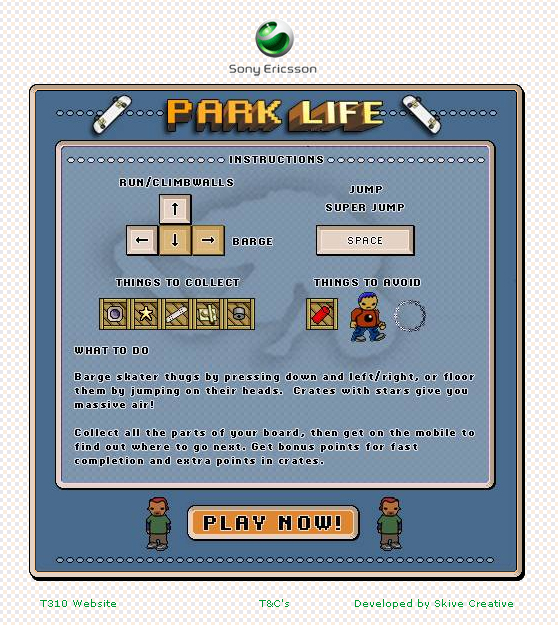 Sony Ericsson
PARK LIFE
INSTRUCTIONS
RUN/CLIMBWALLS
JUMP
SUPER JUMP
↑
← ↓ →
BARGE
SPACE
THINGS TO COLLECT
THINGS TO AVOID
WHAT TO DO
Barge skater thugs by pressing down and left/right, or floor
them by jumping on their heads. Crates with stars give you
massive air!
Collect all the parts of your board, then get on the mobile to
find out where to go next. Get bonus points for fast
completion and extra points in crates.
PLAY NOW!
T310 Website
T&C's
Developed by Skive Creative